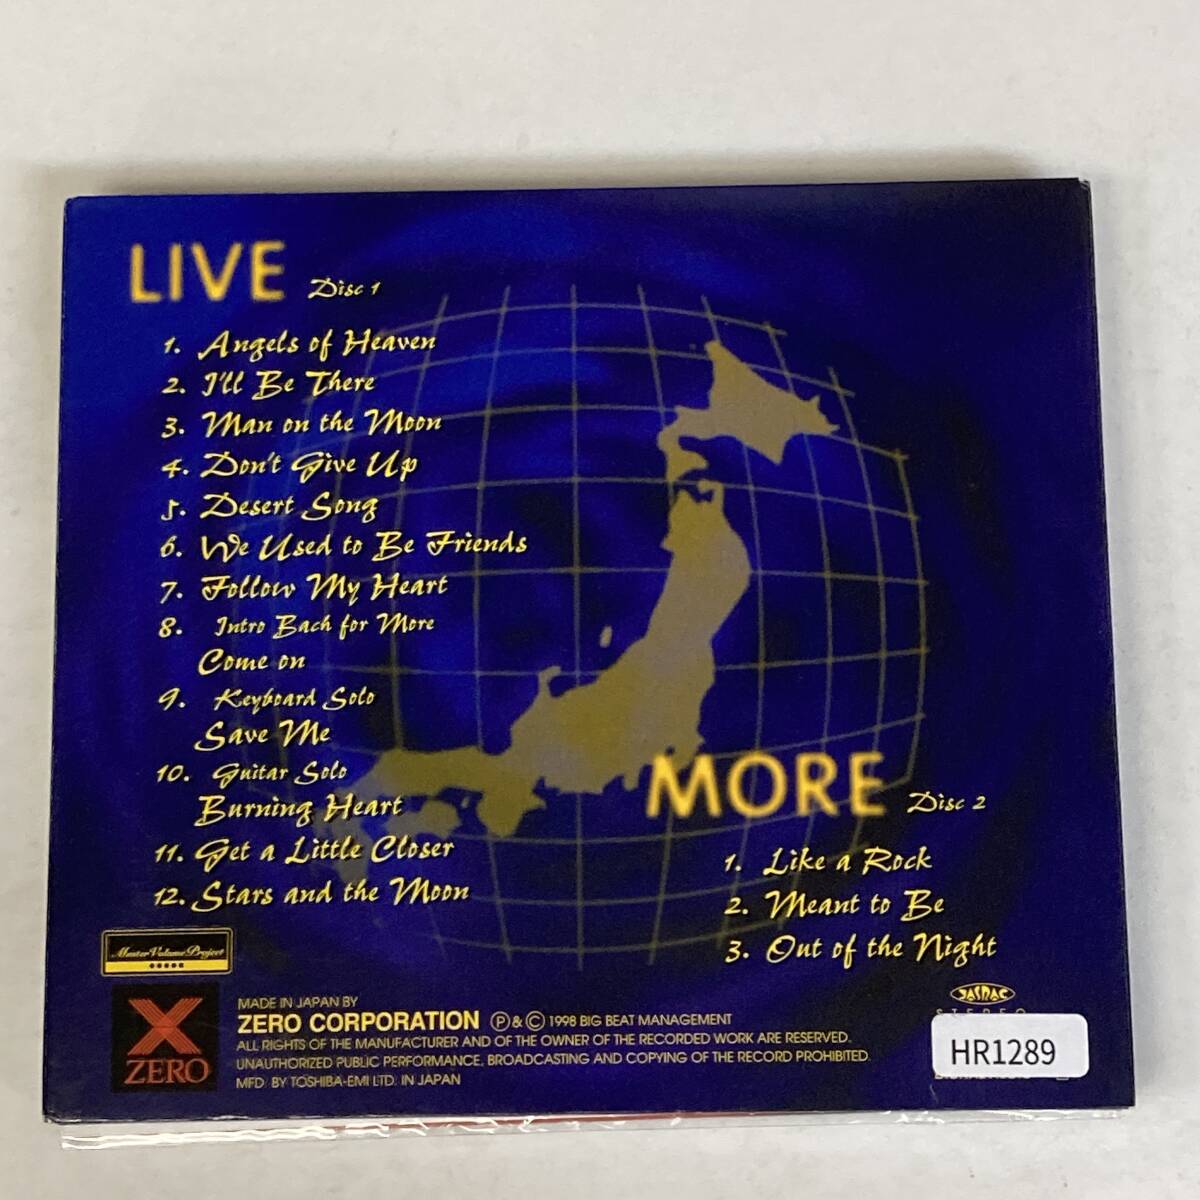 LIVE Disc 1
1. Angels of Heaven
2. I'll Be There
3. Man on the Moon
4. Don't Give Up
5. Desert Song
6. We Used to Be Friends
7. Follow My Heart
8. Intro Bach for More
Come on
9. Keyboard Solo
Save Me
10. Guitar Solo
Burning Heart
11. Get a Little Closer
12. Stars and the Moon
MORE Disc 2
1. Like a Rock
2. Meant to Be
3. Out of the Night
Master Volume Project
X
ZERO
MADE IN JAPAN BY
ZERO CORPORATION Ⓟ & © 1998 BIG BEAT MANAGEMENT
ALL RIGHTS OF THE MANUFACTURER AND OF THE OWNER OF THE RECORDED WORK ARE RESERVED.
UNAUTHORIZED PUBLIC PERFORMANCE, BROADCASTING AND COPYING OF THE RECORD PROHIBITED.
MFD. BY TOSHIBA-EMI LTD. IN JAPAN
JASRAC
STEREO
HR1289